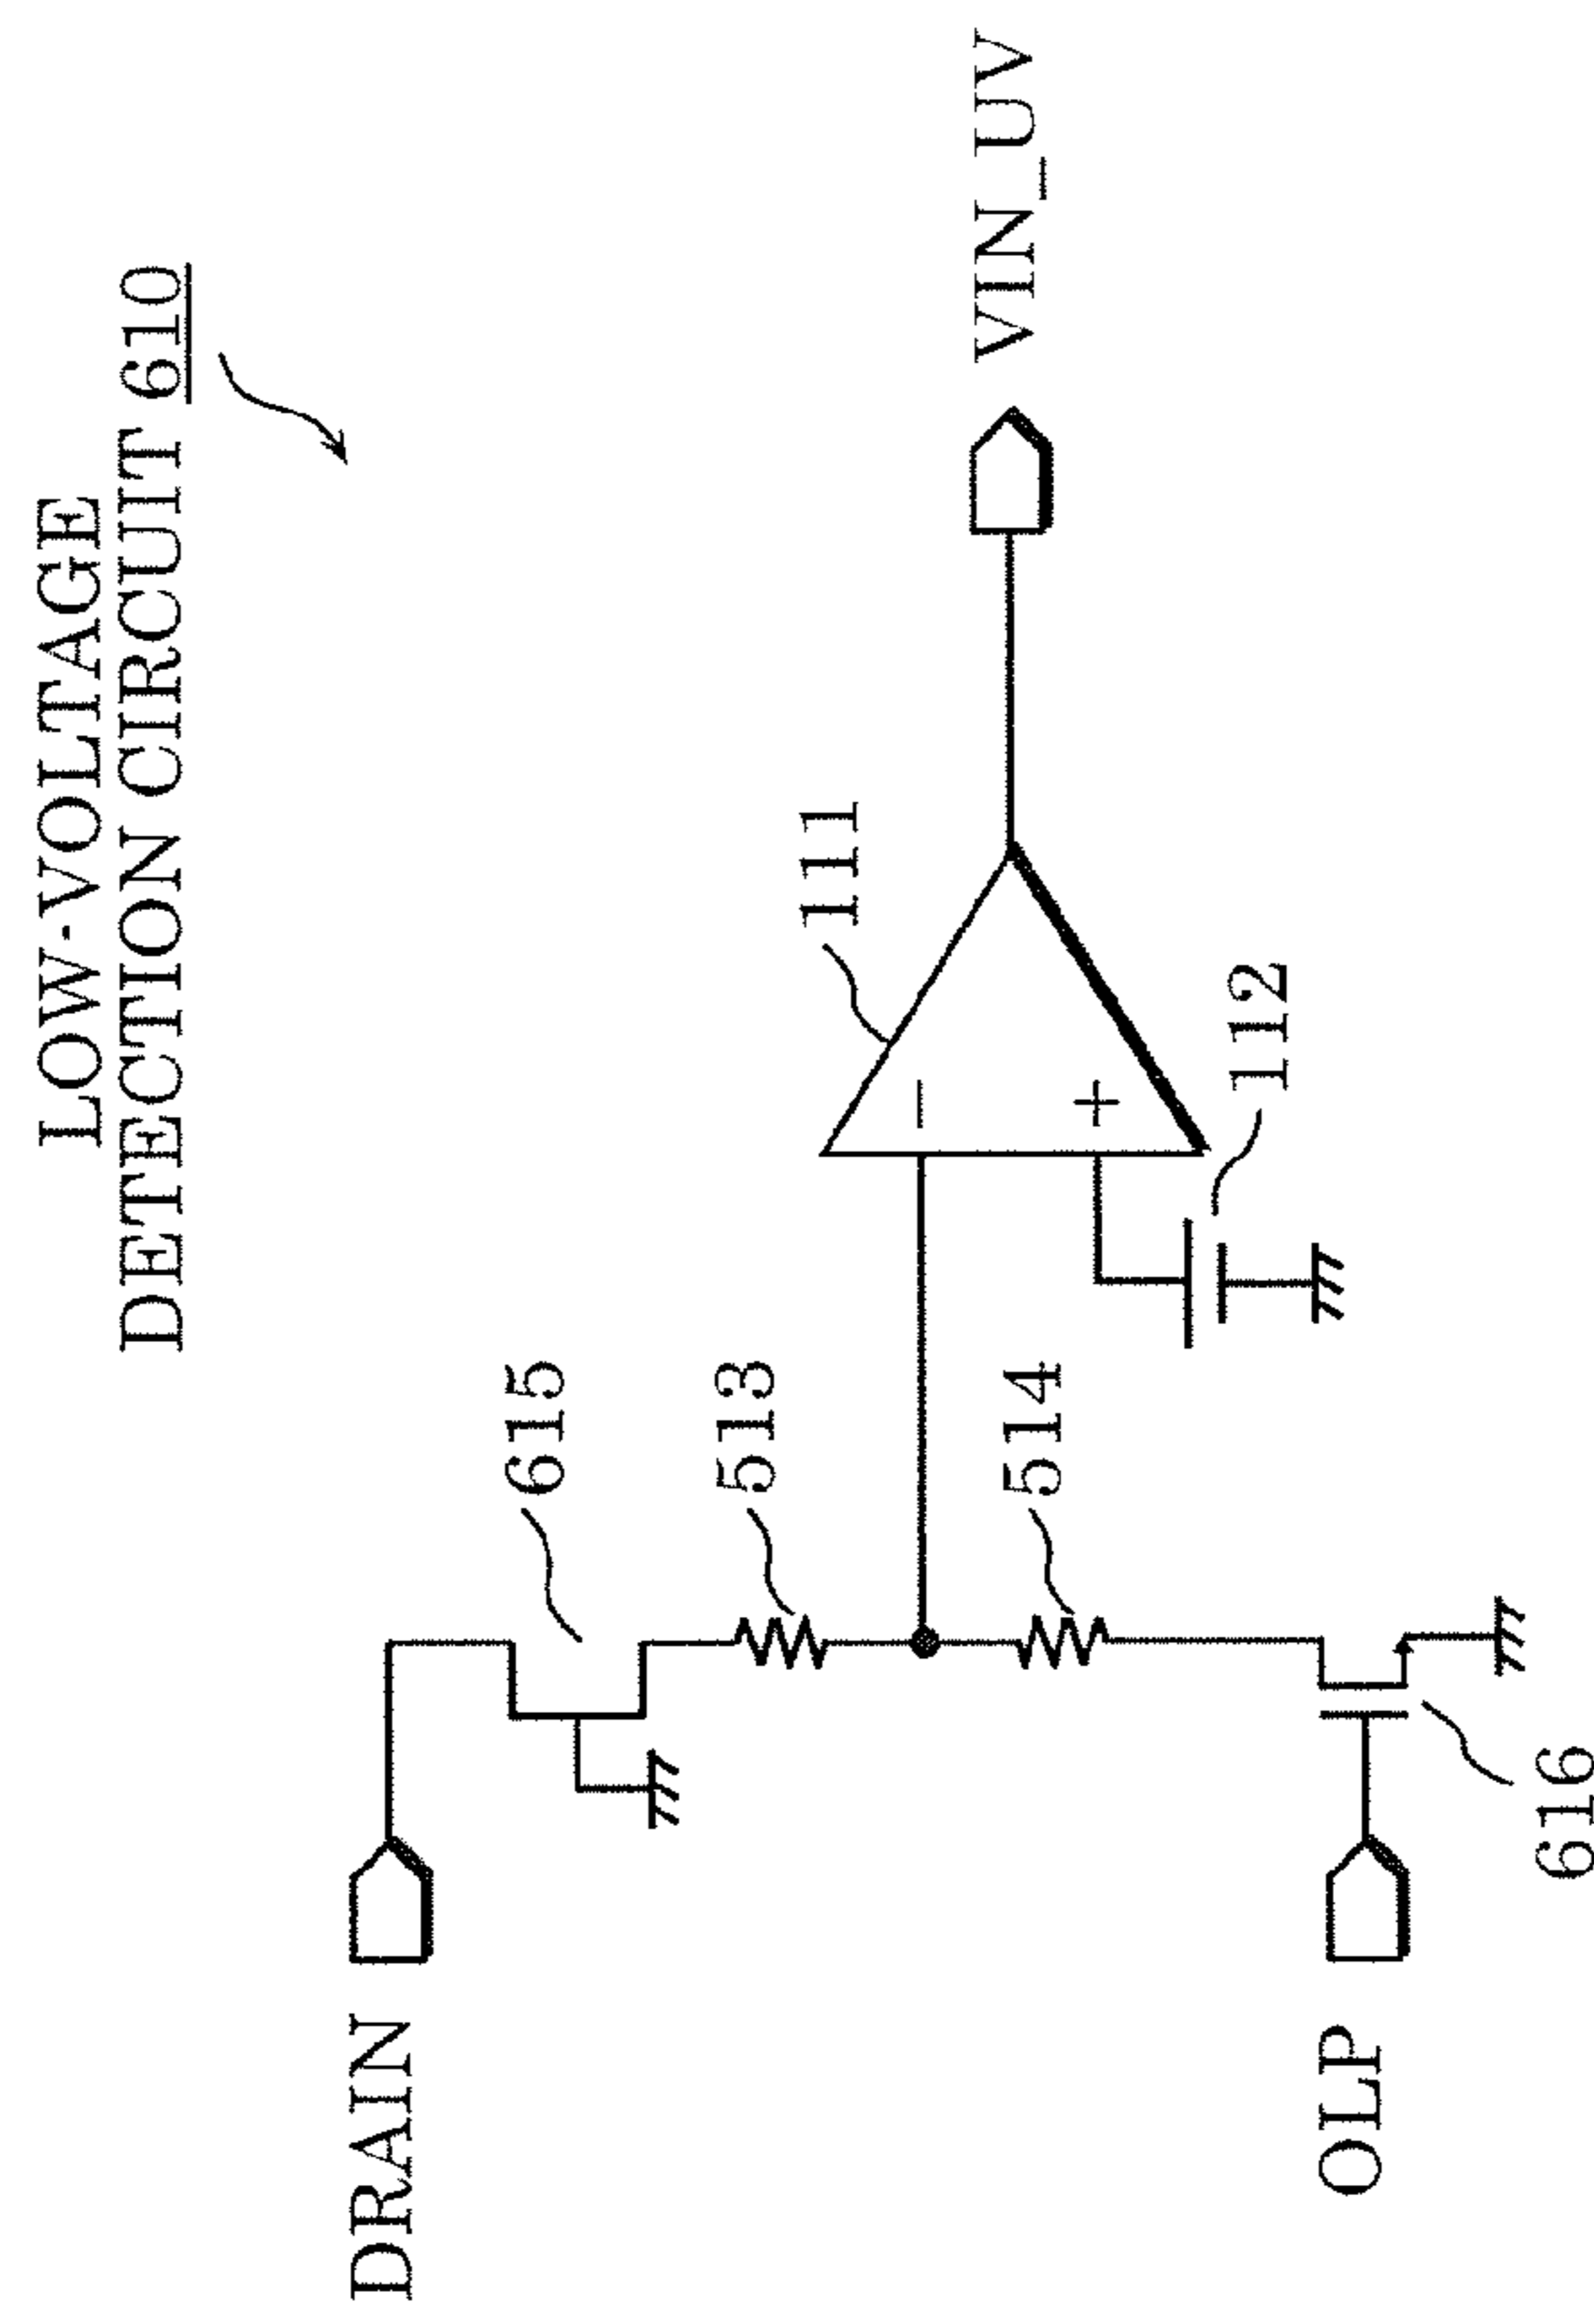 LOW-VOLTAGE
DETECTION CIRCUIT 610
DRAIN
615
513
514
111
−
+
112
VIN_UV
OLP
616